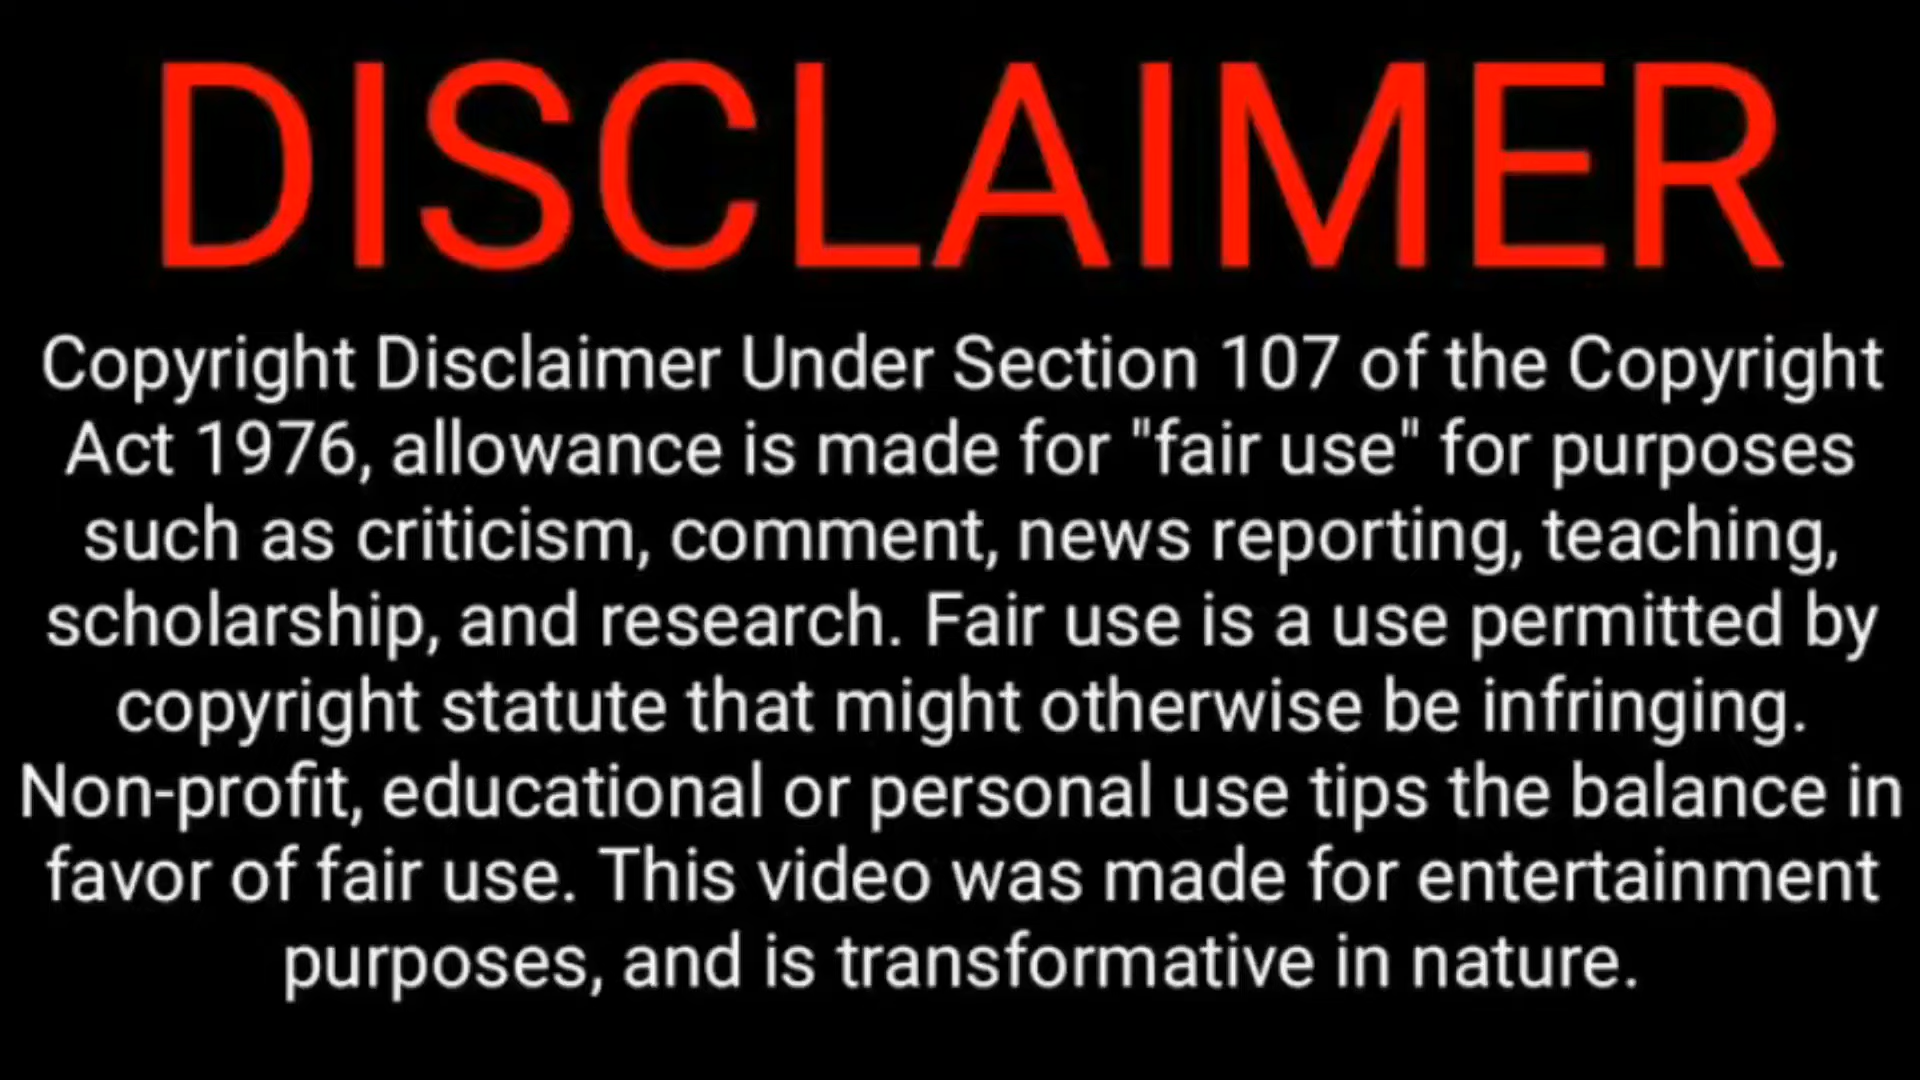 DISCLAIMER
Copyright Disclaimer Under Section 107 of the Copyright
Act 1976, allowance is made for "fair use" for purposes
such as criticism, comment, news reporting, teaching,
scholarship, and research. Fair use is a use permitted by
copyright statute that might otherwise be infringing.
Non-profit, educational or personal use tips the balance in
favor of fair use. This video was made for entertainment
purposes, and is transformative in nature.